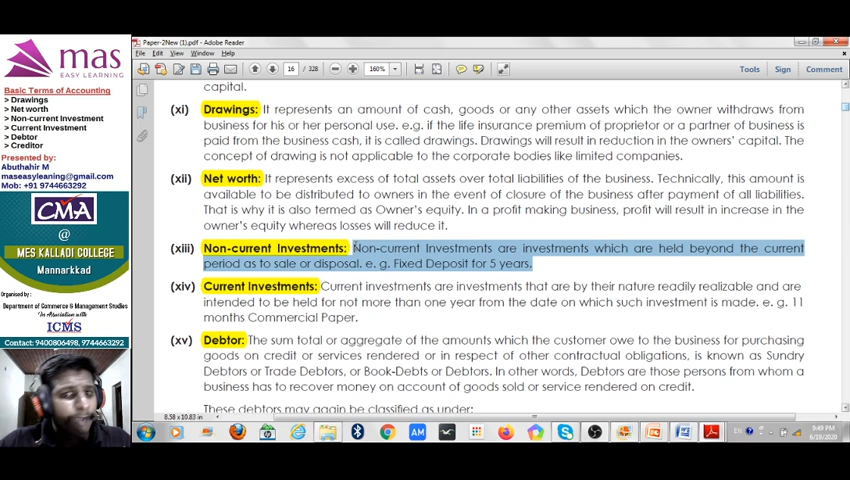 mas
EASY LEARNING
Basic Terms of Accounting
> Drawings
> Net worth
> Non-current Investment
> Current Investment
> Debtor
> Creditor
Presented by:
Abuthahir M
maseasyleaning@gmail.com
Mob: +91 9744663292
CMA
@
MES KALLADI COLLEGE
Mannarkkad
Organised by :
Department of Commerce & Management Studies
In Association with
ICMS
Contact: 9400806498, 9744663292
Paper-2New (1).pdf - Adobe Reader
File Edit View Window Help
16 / 328
160%
Tools Sign Comment
capital.
(xi) Drawings: It represents an amount of cash, goods or any other assets which the owner withdraws from
business for his or her personal use. e.g. if the life insurance premium of proprietor or a partner of business is
paid from the business cash, it is called drawings. Drawings will result in reduction in the owners' capital. The
concept of drawing is not applicable to the corporate bodies like limited companies.
(xii) Net worth: It represents excess of total assets over total liabilities of the business. Technically, this amount is
available to be distributed to owners in the event of closure of the business after payment of all liabilities.
That is why it is also termed as Owner's equity. In a profit making business, profit will result in increase in the
owner's equity whereas losses will reduce it.
(xiii) Non-current Investments: Non-current Investments are investments which are held beyond the current
period as to sale or disposal. e. g. Fixed Deposit for 5 years.
(xiv) Current Investments: Current investments are investments that are by their nature readily realizable and are
intended to be held for not more than one year from the date on which such investment is made. e. g. 11
months Commercial Paper.
(xv) Debtor: The sum total or aggregate of the amounts which the customer owe to the business for purchasing
goods on credit or services rendered or in respect of other contractual obligations, is known as Sundry
Debtors or Trade Debtors, or Book-Debts or Debtors. In other words, Debtors are those persons from whom a
business has to recover money on account of goods sold or service rendered on credit.
These debtors may again be classified as under:
8.58 x 10.83 in
AM
EN
9:49 PM
6/19/2020